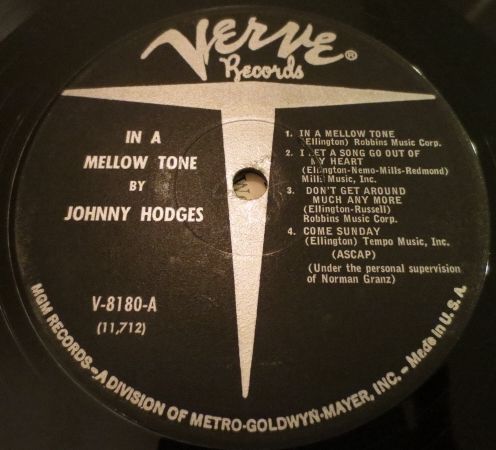 Verve®
Records
IN A
MELLOW TONE
BY
JOHNNY HODGES
V-8180-A
(11,712)
1. IN A MELLOW TONE
(Ellington) Robbins Music Corp.
2. I LET A SONG GO OUT OF
MY HEART
(Ellington-Nemo-Mills-Redmond)
Mills Music, Inc.
3. DON'T GET AROUND
MUCH ANY MORE
(Ellington-Russell)
Robbins Music Corp.
4. COME SUNDAY
(Ellington) Tempo Music, Inc.
(ASCAP)
(Under the personal supervision
of Norman Granz)
MGM RECORDS—A DIVISION OF METRO-GOLDWYN-MAYER, INC. – Made in U.S.A.